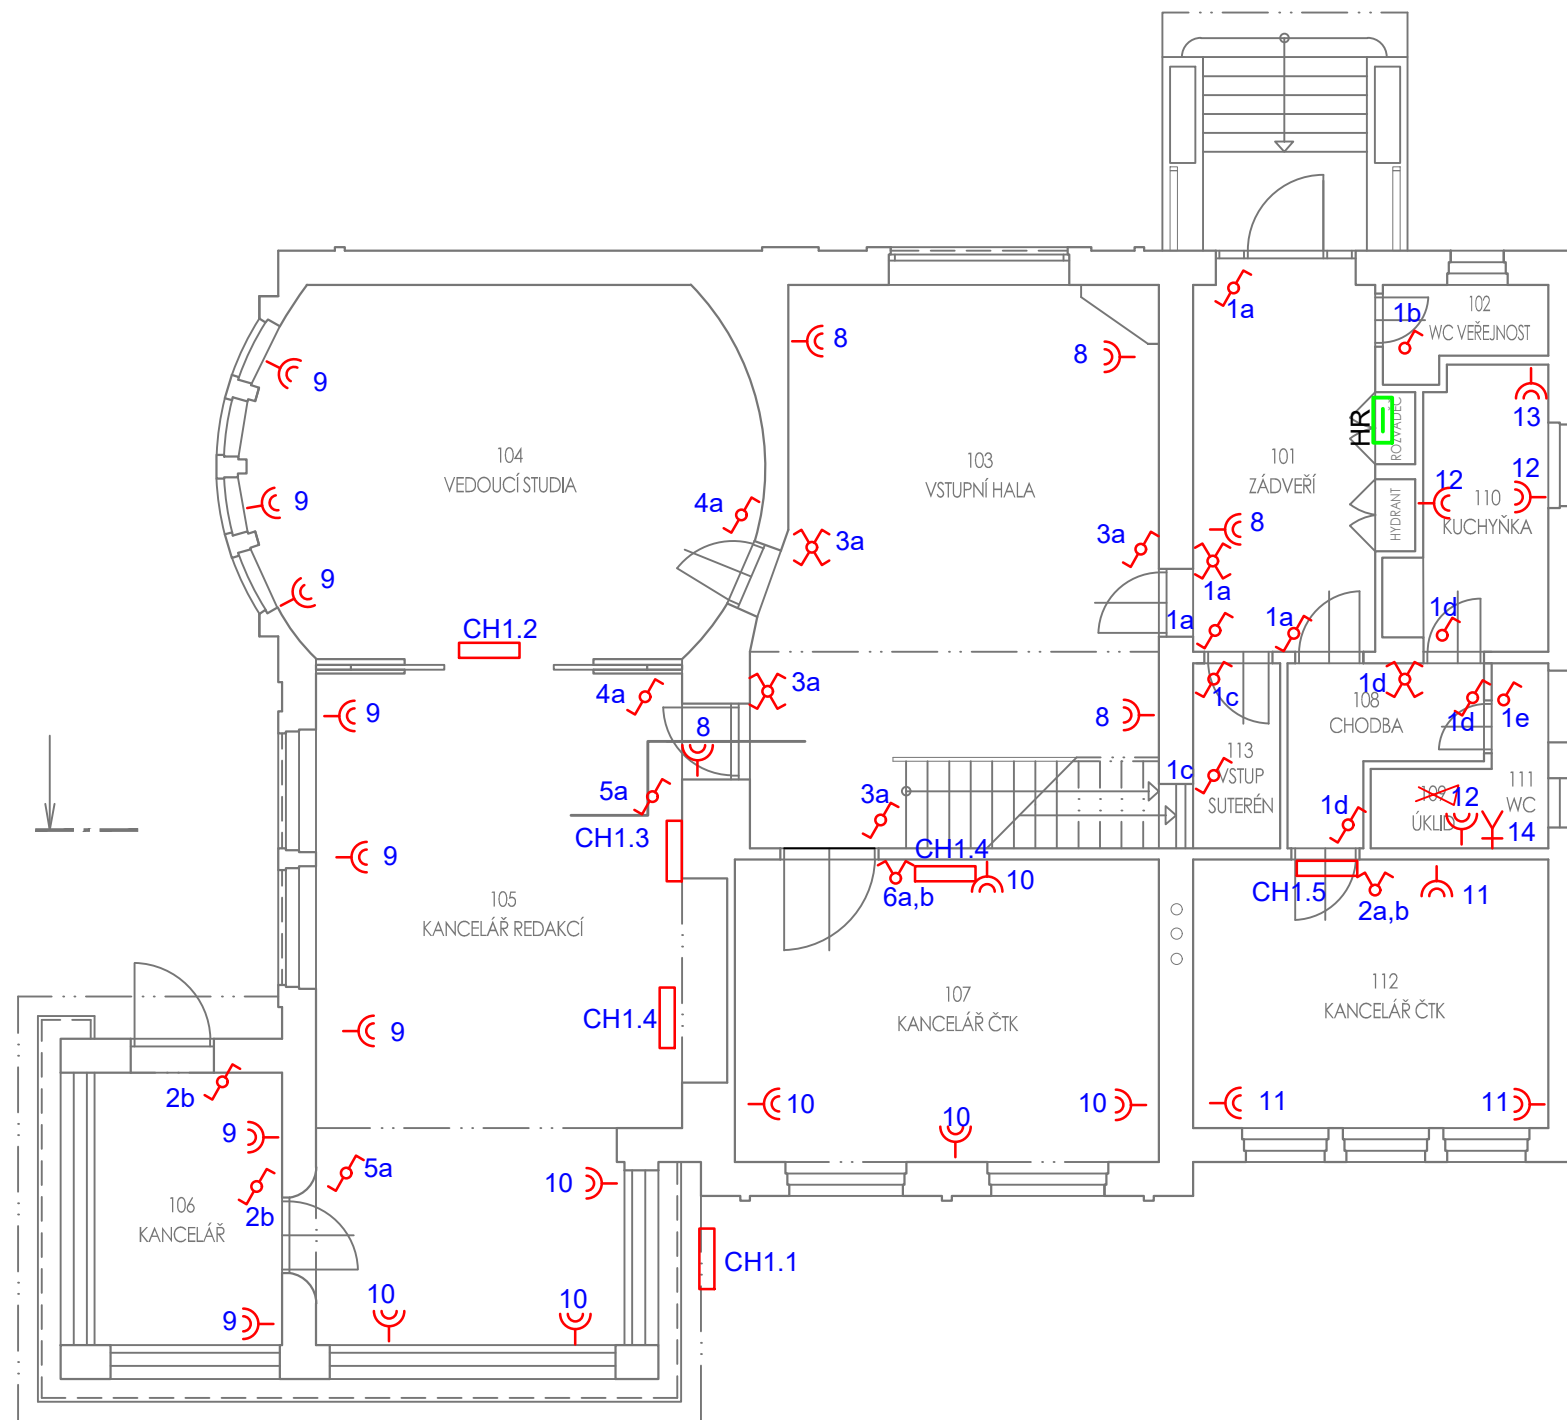 1a
102
WC VEŘEJNOST
1b
8
8
9
9
13
HR
ROZVADĚČ
104
VEDOUCÍ STUDIA
103
VSTUPNÍ HALA
101
ZÁDVEŘÍ
12
12
110
KUCHYŇKA
HYDRANT
9
4a
3a
3a
8
9
1a
1a
1a
1d
CH1.2
4a
3a
9
8
8
1c
1d
108
CHODBA
1d
1e
5a
3a
1c
113
VSTUP
SUTERÉN
1d
109
ÚKLID
12
111
WC
14
CH1.3
9
CH1.4
6a,b
10
CH1.5
2a,b
11
105
KANCELÁŘ REDAKCÍ
107
KANCELÁŘ ČTK
112
KANCELÁŘ ČTK
CH1.4
9
2b
10
10
10
11
11
9
5a
10
2b
106
KANCELÁŘ
CH1.1
9
10
10